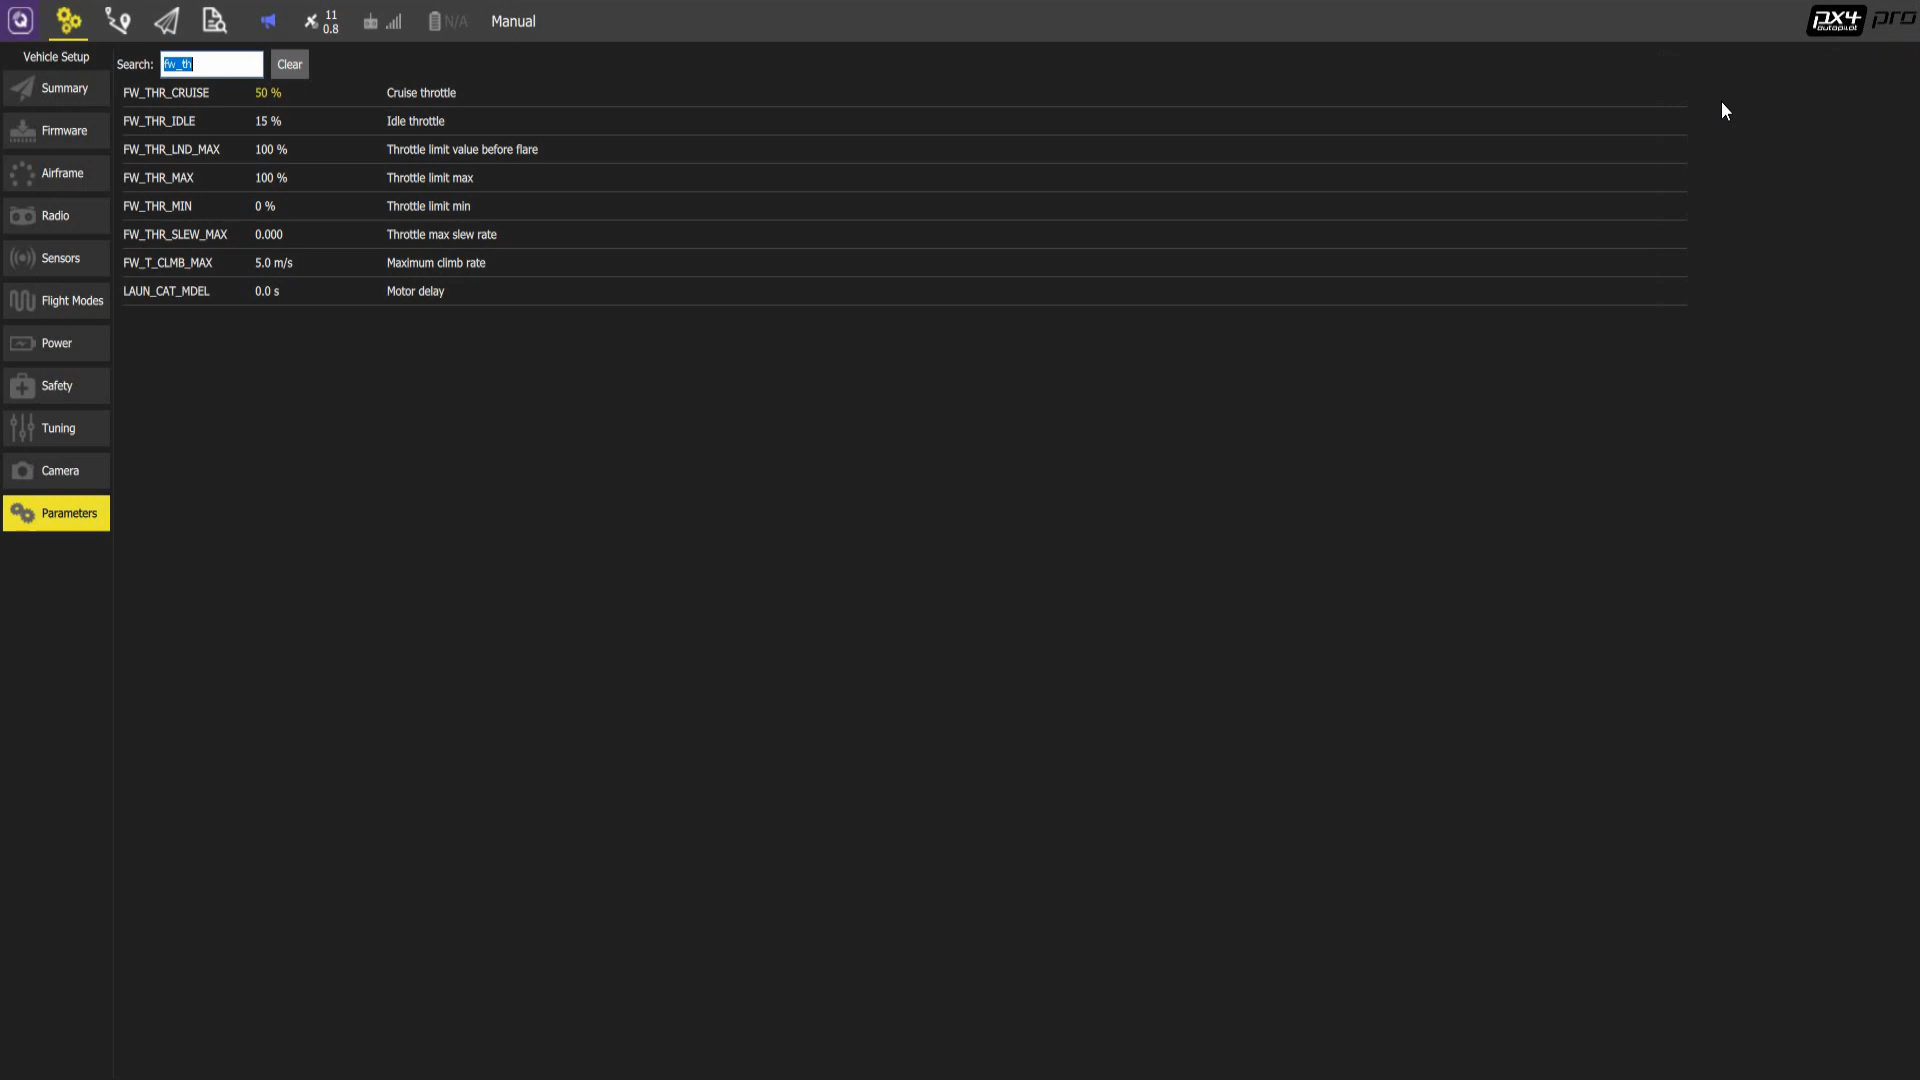 11
0.8
N/A
Manual
px4 pro
autopilot
Vehicle Setup
Search: fw_th Clear
Summary
Firmware
Airframe
Radio
Sensors
Flight Modes
Power
Safety
Tuning
Camera
Parameters
FW_THR_CRUISE 50 % Cruise throttle
FW_THR_IDLE 15 % Idle throttle
FW_THR_LND_MAX 100 % Throttle limit value before flare
FW_THR_MAX 100 % Throttle limit max
FW_THR_MIN 0 % Throttle limit min
FW_THR_SLEW_MAX 0.000 Throttle max slew rate
FW_T_CLMB_MAX 5.0 m/s Maximum climb rate
LAUN_CAT_MDEL 0.0 s Motor delay